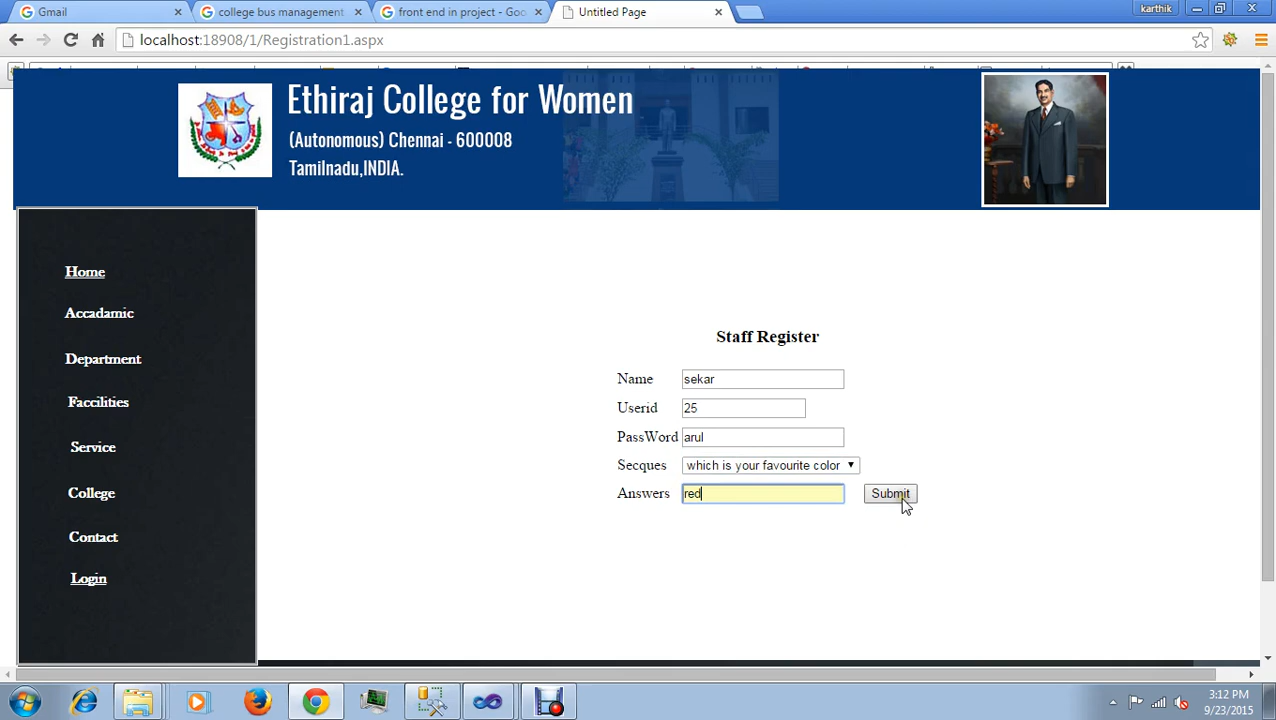 Gmail
college bus management
front end in project - Goo
Untitled Page
karthik
localhost:18908/1/Registration1.aspx
Ethiraj College for Women
(Autonomous) Chennai - 600008
Tamilnadu,INDIA.
Home
Accadamic
Department
Faccilities
Service
College
Contact
Login
Staff Register
Name sekar
Userid 25
PassWord arul
Secques which is your favourite color
Answers red Submit
3:12 PM
9/23/2015